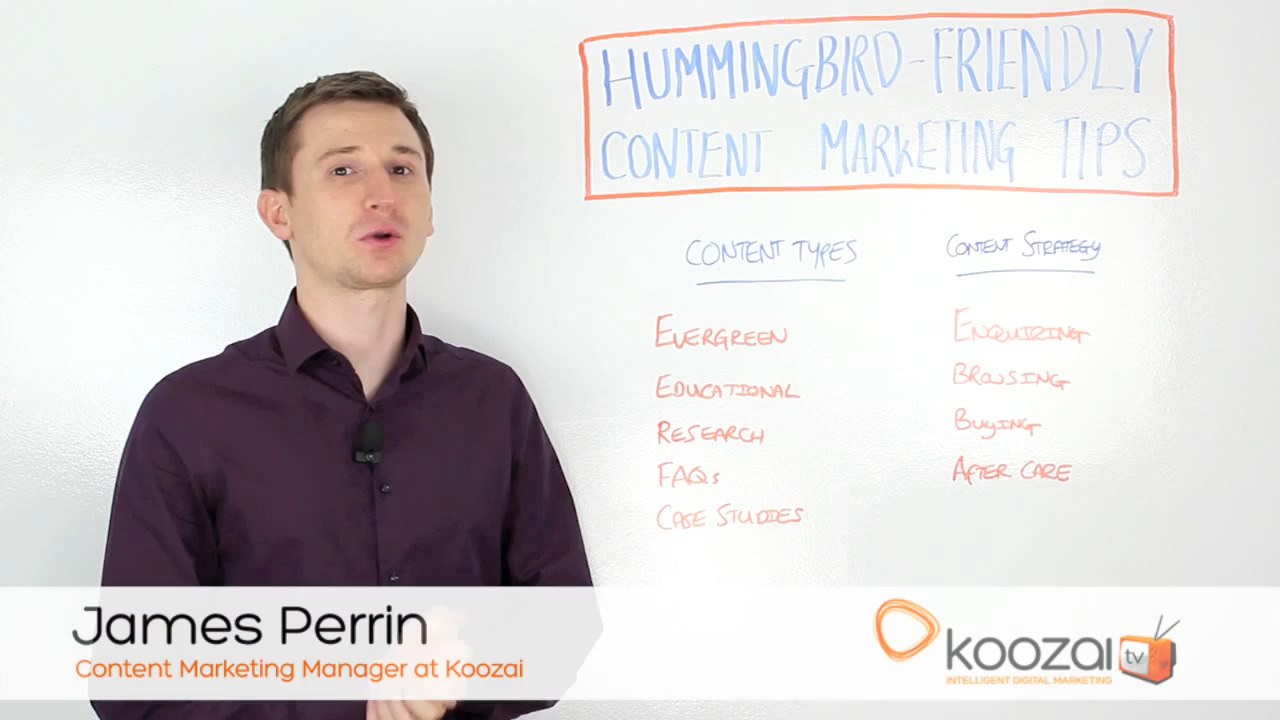 HUMMINGBIRD-FRIENDLY
CONTENT MARKETING TIPS
CONTENT TYPES
EVERGREEN
EDUCATIONAL
RESEARCH
FAQs
CASE STUDIES
CONTENT STRATEGY
ENQUIRING
BROWSING
BUYING
AFTER CARE
James Perrin
Content Marketing Manager at Koozai
koozai tv
INTELLIGENT DIGITAL MARKETING